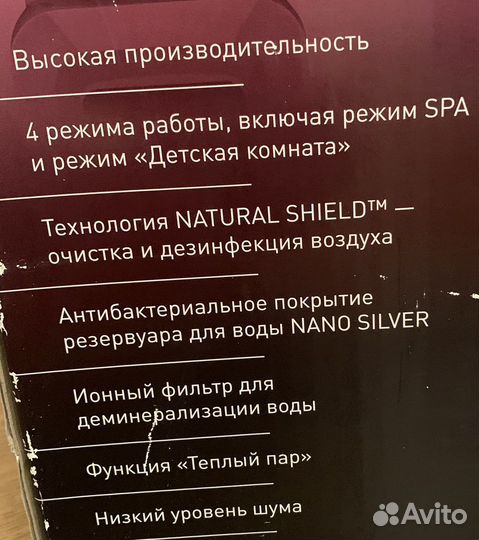 Высокая производительность
4 режима работы, включая режим SPA
и режим «Детская комната»
Технология NATURAL SHIELD™ —
очистка и дезинфекция воздуха
Антибактериальное покрытие
резервуара для воды NANO SILVER
Ионный фильтр для
деминерализации воды
Функция «Теплый пар»
Низкий уровень шума
Avito